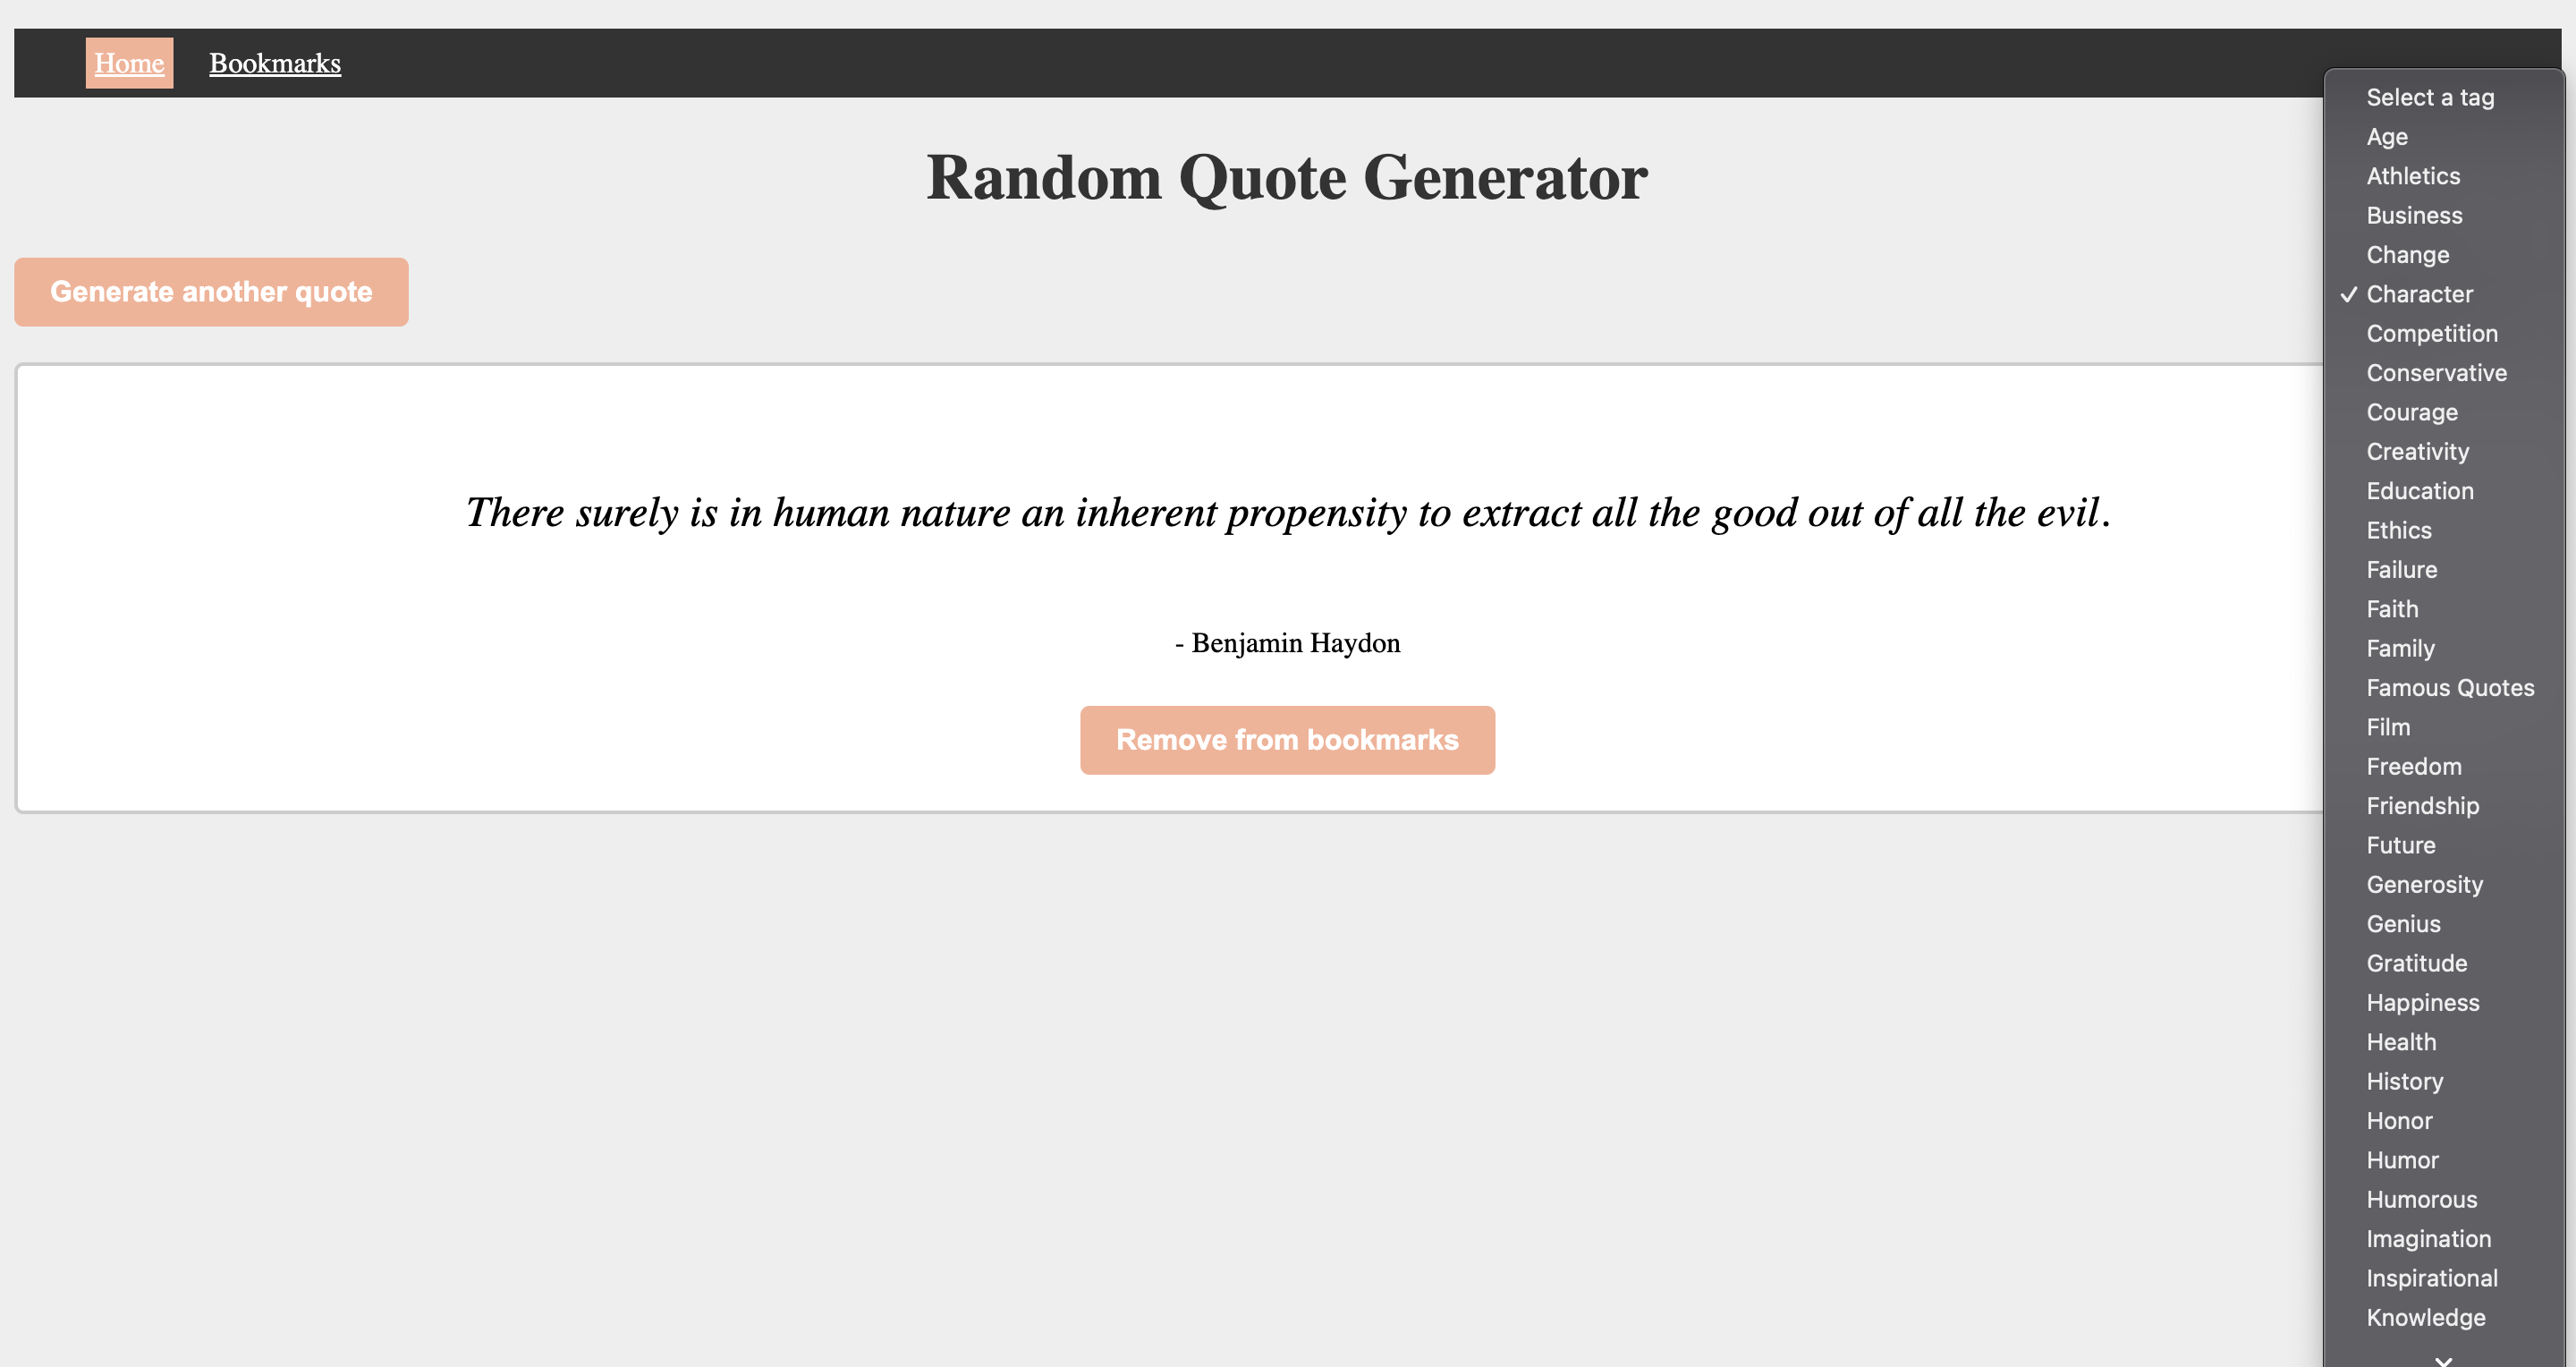 Home Bookmarks
Random Quote Generator
Generate another quote
There surely is in human nature an inherent propensity to extract all the good out of all the evil.
- Benjamin Haydon
Remove from bookmarks
Select a tag
Age
Athletics
Business
Change
✓ Character
Competition
Conservative
Courage
Creativity
Education
Ethics
Failure
Faith
Family
Famous Quotes
Film
Freedom
Friendship
Future
Generosity
Genius
Gratitude
Happiness
Health
History
Honor
Humor
Humorous
Imagination
Inspirational
Knowledge